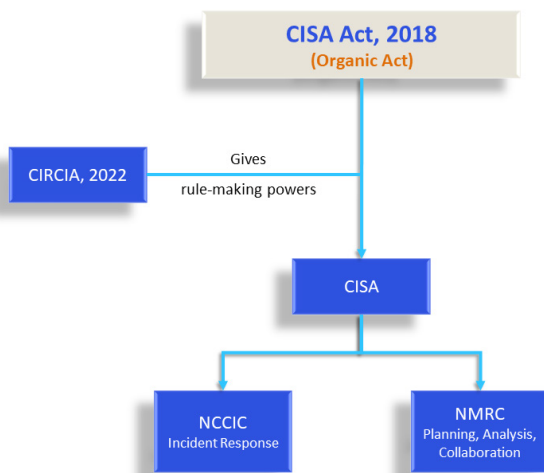 CISA Act, 2018
(Organic Act)
Gives
CIRCIA, 2022
rule-making powers
CISA
NCCIC
Incident Response
NMRC
Planning, Analysis,
Collaboration